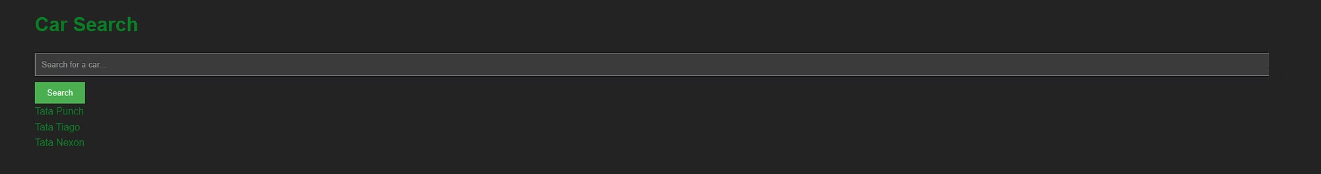 Car Search
Search for a car...
Search
Tata Punch
Tata Tiago
Tata Nexon